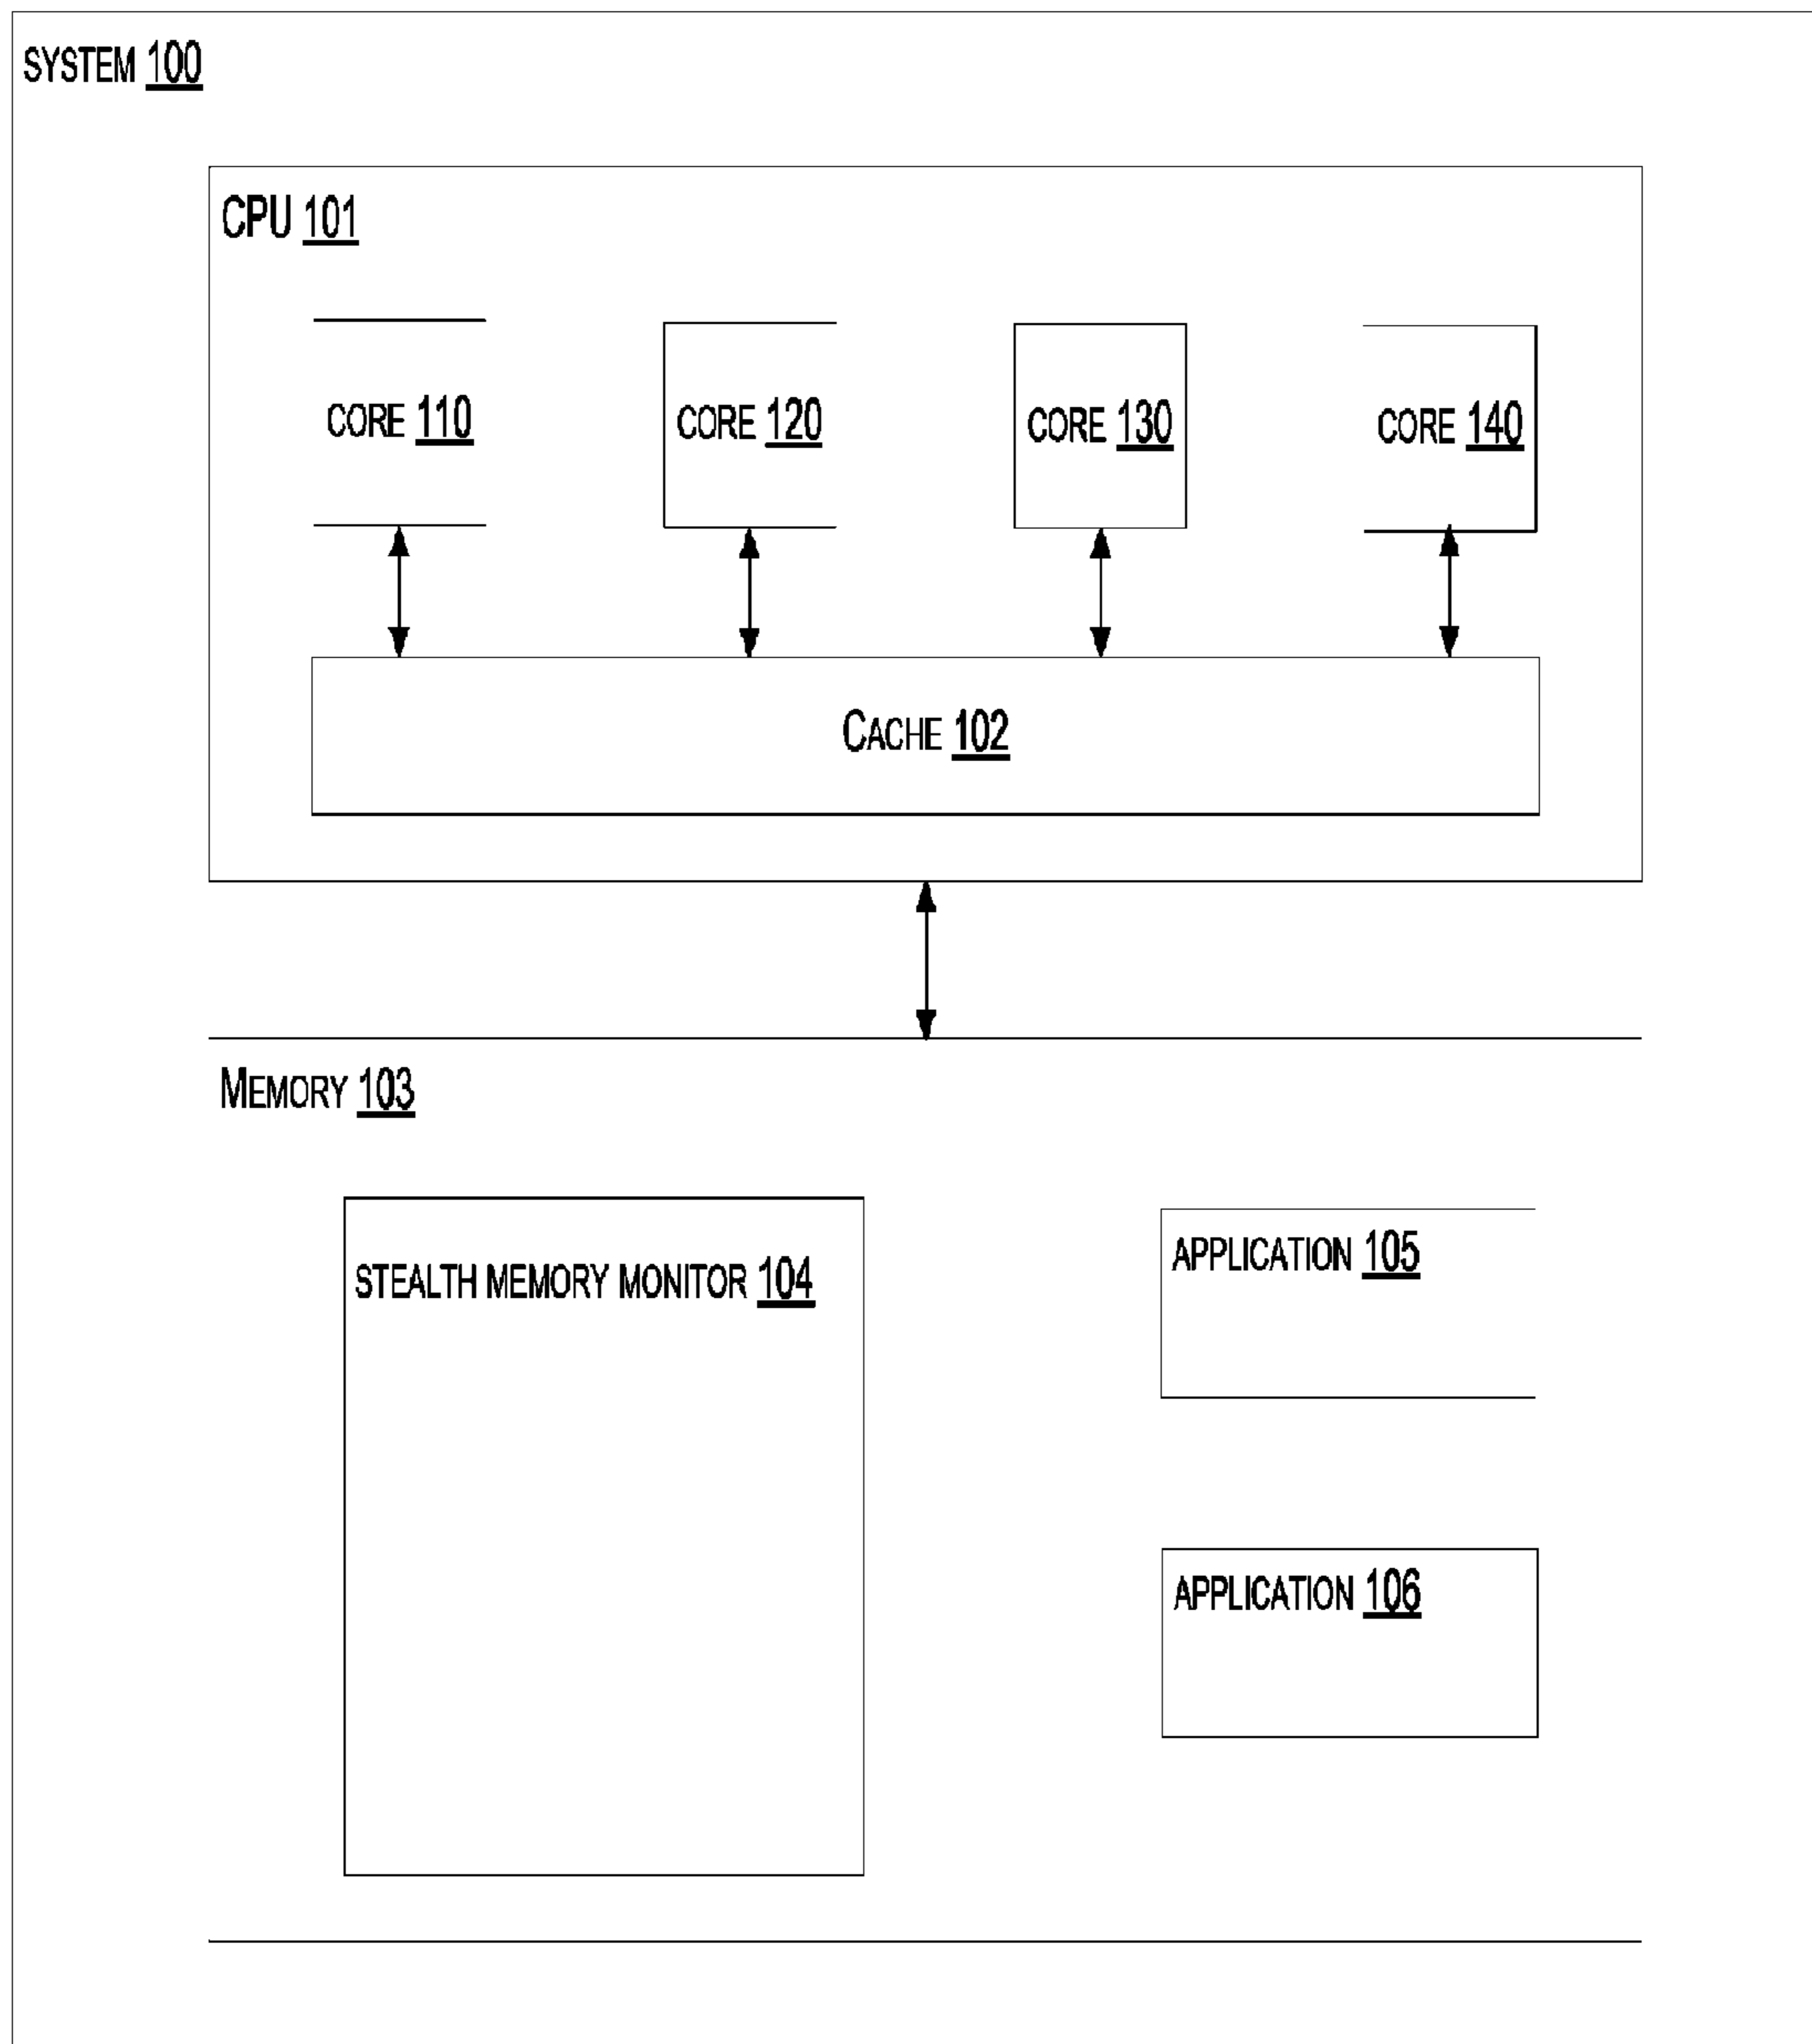 SYSTEM 100
CPU 101
CORE 110
CORE 120
CORE 130
CORE 140
CACHE 102
MEMORY 103
STEALTH MEMORY MONITOR 104
APPLICATION 105
APPLICATION 106